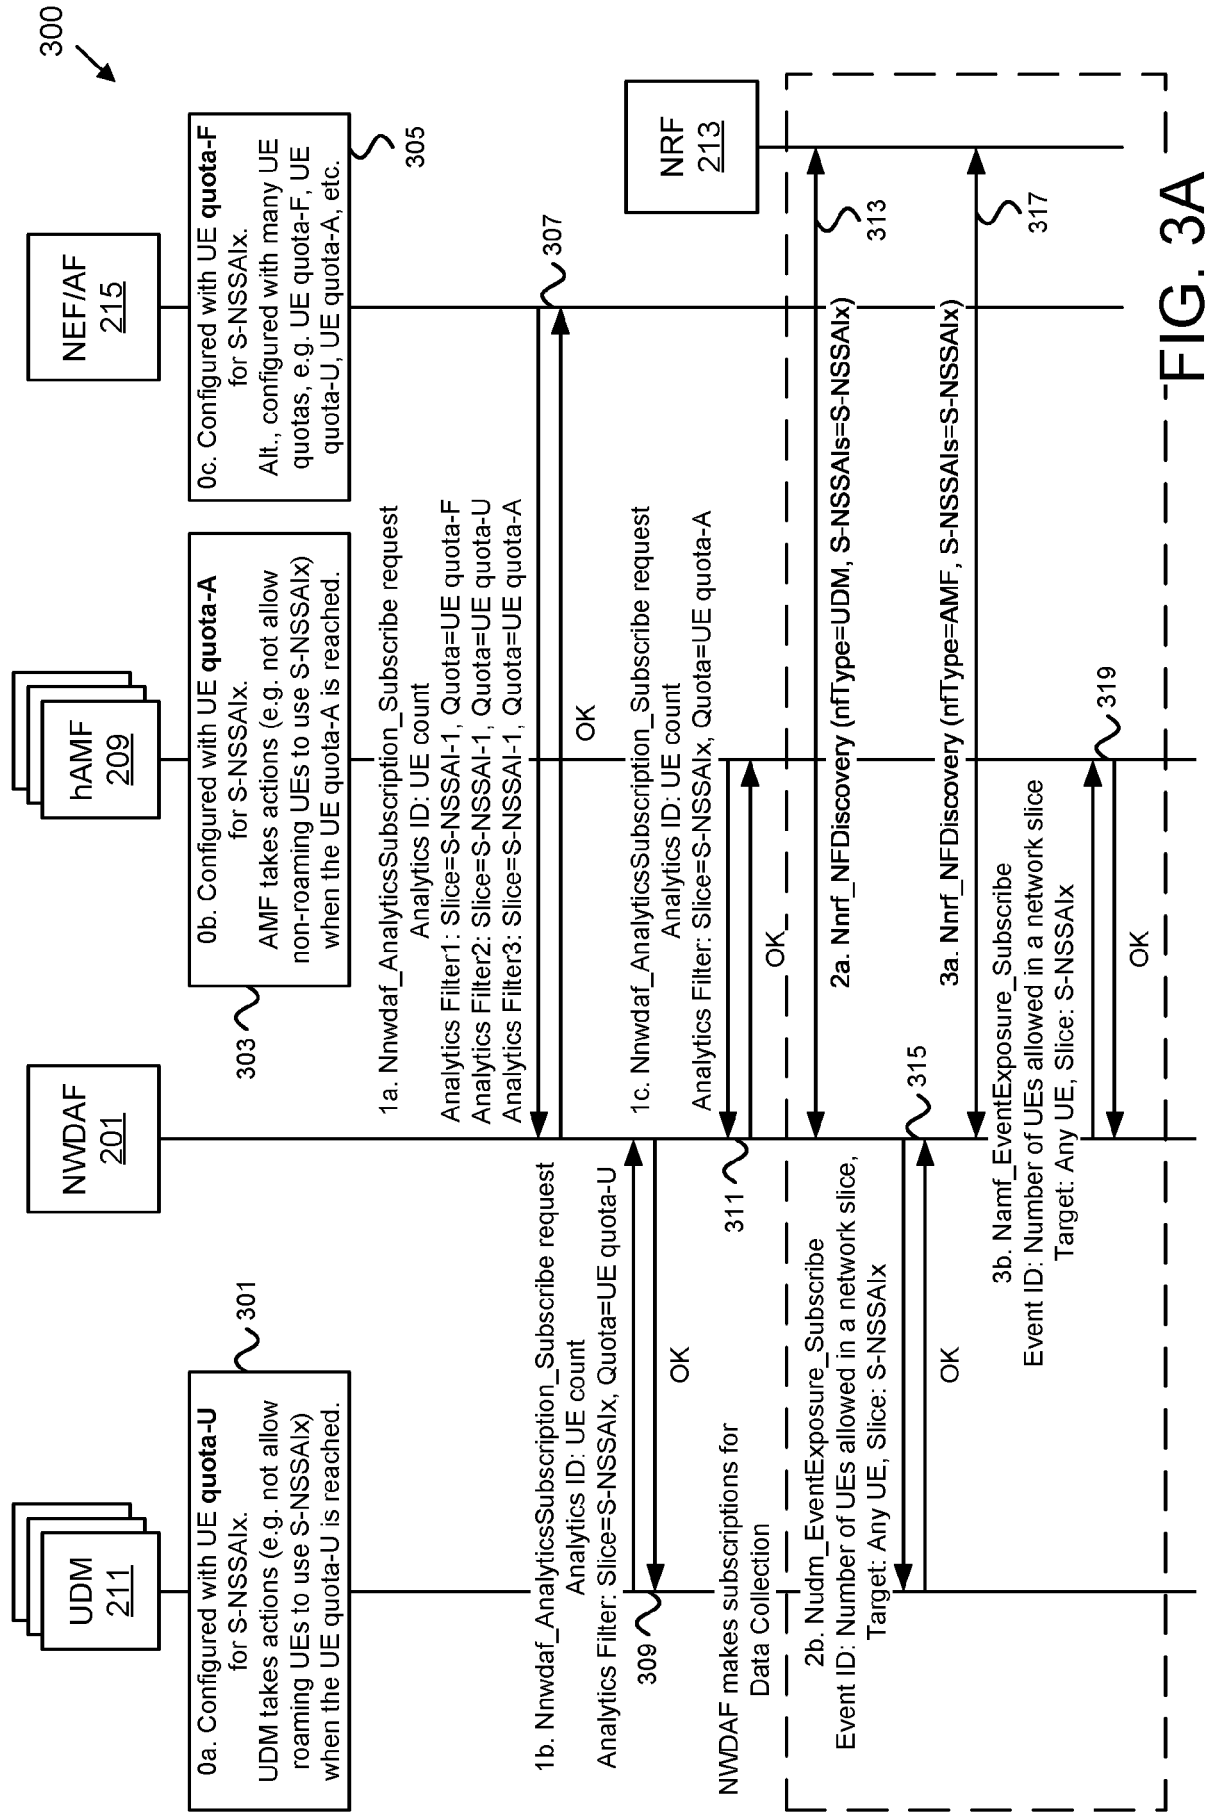 300
UDM
211
NWDAF
201
hAMF
209
NEF/AF
215
0a. Configured with UE quota-U
for S-NSSAIx.
UDM takes actions (e.g. not allow
roaming UEs to use S-NSSAIx)
when the UE quota-U is reached.
301
0b. Configured with UE quota-A
for S-NSSAIx.
AMF takes actions (e.g. not allow
non-roaming UEs to use S-NSSAIx)
when the UE quota-A is reached.
303
0c. Configured with UE quota-F
for S-NSSAIx.
Alt., configured with many UE
quotas, e.g. UE quota-F, UE
quota-U, UE quota-A, etc.
305
1a. Nnwdaf_AnalyticsSubscription_Subscribe request
Analytics ID: UE count
Analytics Filter1: Slice=S-NSSAI-1, Quota=UE quota-F
Analytics Filter2: Slice=S-NSSAI-1, Quota=UE quota-U
Analytics Filter3: Slice=S-NSSAI-1, Quota=UE quota-A
307
OK
1b. Nnwdaf_AnalyticsSubscription_Subscribe request
Analytics ID: UE count
Analytics Filter: Slice=S-NSSAIx, Quota=UE quota-U
309
OK
1c. Nnwdaf_AnalyticsSubscription_Subscribe request
Analytics ID: UE count
Analytics Filter: Slice=S-NSSAIx, Quota=UE quota-A
311
OK
NRF
213
NWDAF makes subscriptions for
Data Collection
2a. Nnrf_NFDiscovery (nfType=UDM, S-NSSAIs=S-NSSAIx)
313
2b. Nudm_EventExposure_Subscribe
Event ID: Number of UEs allowed in a network slice,
Target: Any UE, Slice: S-NSSAIx
315
OK
3a. Nnrf_NFDiscovery (nfType=AMF, S-NSSAIs=S-NSSAIx)
317
3b. Namf_EventExposure_Subscribe
Event ID: Number of UEs allowed in a network slice
Target: Any UE, Slice: S-NSSAIx
319
OK
FIG. 3A